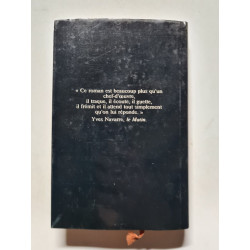 « Ce roman est beaucoup plus qu'un
chef-d'œuvre,
il traque, il écoute, il guette,
il frémit et il attend tout simplement
qu'on lui réponde. »
Yves Navarre, le Matin.